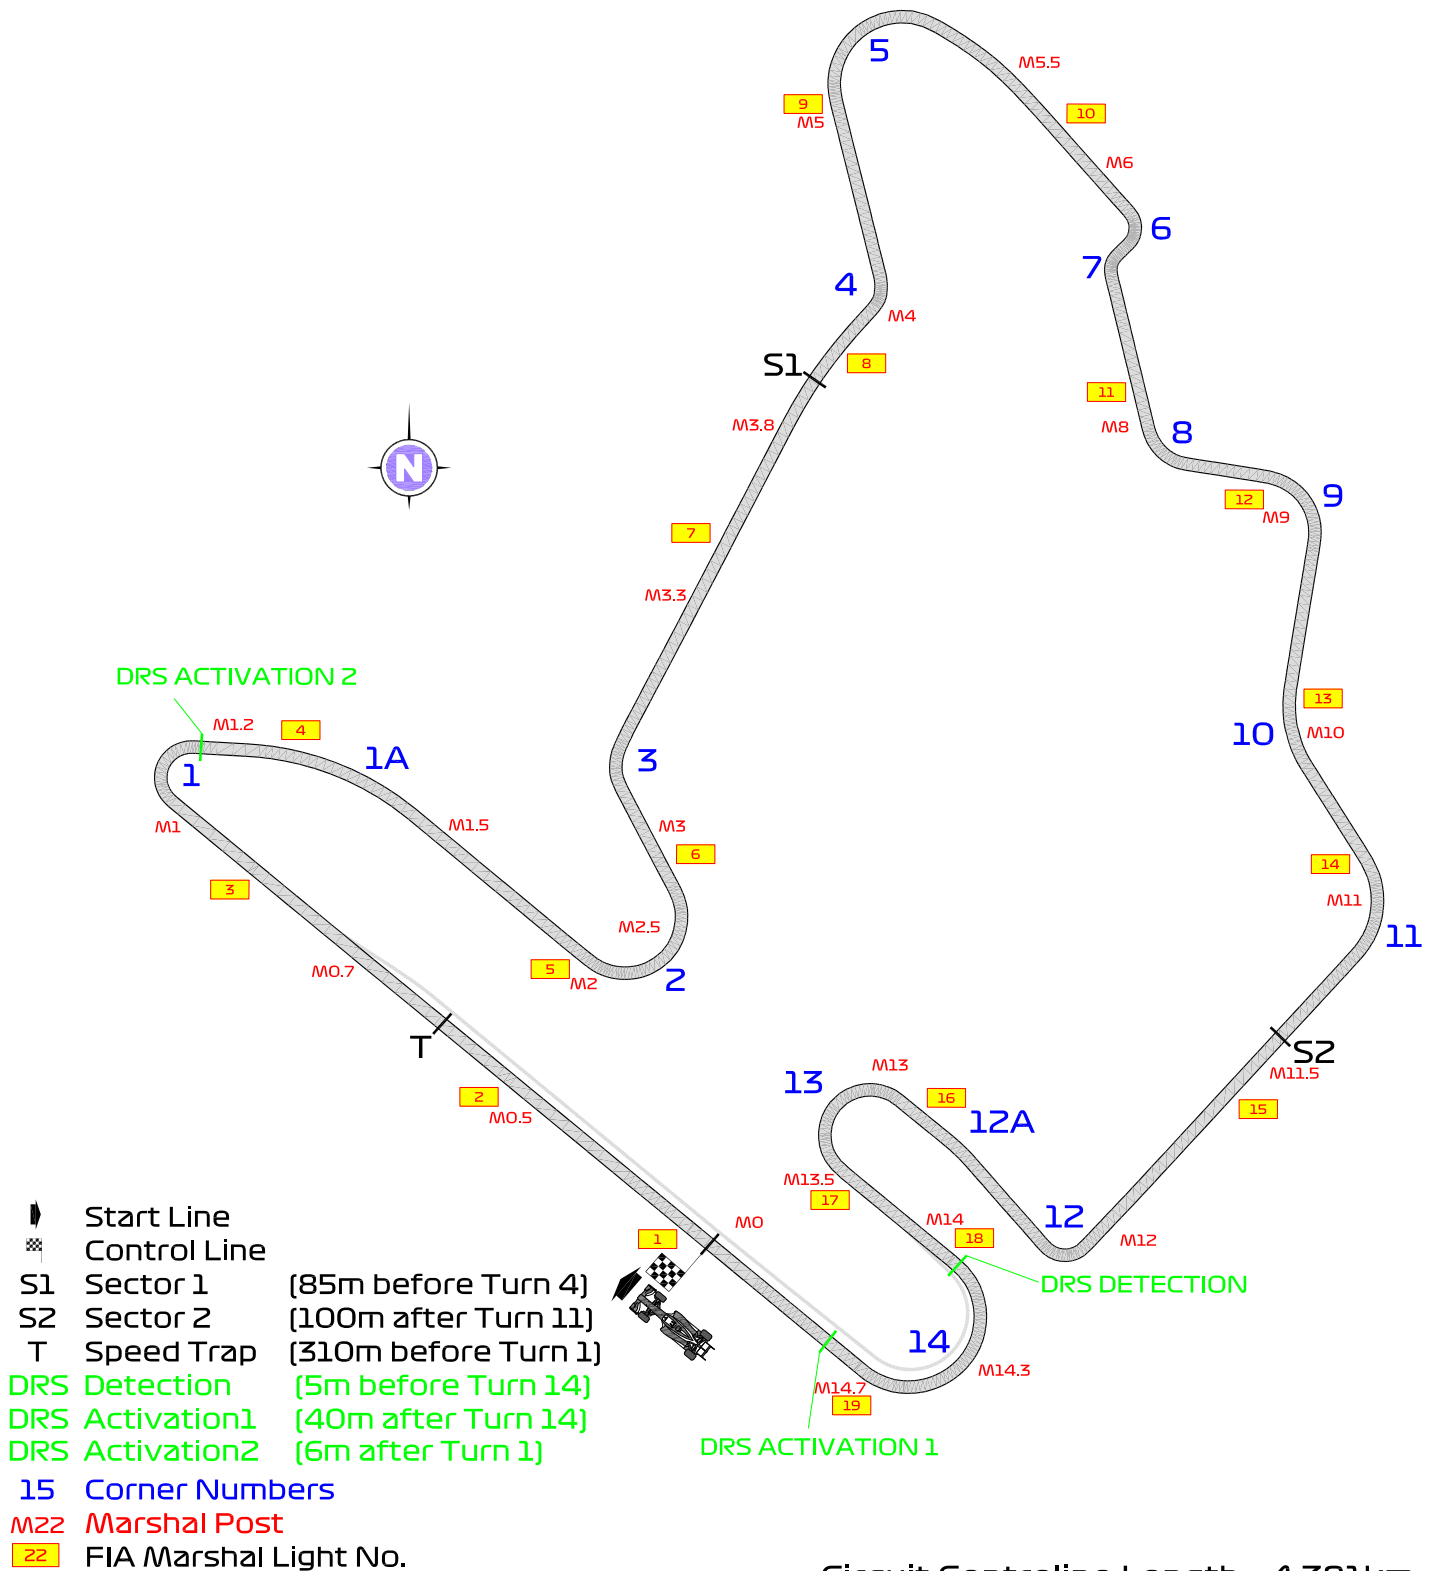 5
M5.5
9
M5
10
M6
6
7
4
M4
S1
8
11
M8
M3.8
8
N
9
12
M9
7
M3.3
DRS ACTIVATION 2
M1.2
4
13
M10
10
1A
3
1
M1
M1.5
M3
6
14
M11
3
M2.5
11
5
M2
2
M0.7
T
S2
M11.5
15
13
M13
16
12A
2
M0.5
M13.5
17
M14
18
12
M12
M0
1
DRS DETECTION
14
M14.3
M14.7
19
DRS ACTIVATION 1
Start Line
Control Line
S1 Sector 1 (85m before Turn 4)
S2 Sector 2 (100m after Turn 11)
T Speed Trap (310m before Turn 1)
DRS Detection (5m before Turn 14)
DRS Activation1 (40m after Turn 14)
DRS Activation2 (6m after Turn 1)
15 Corner Numbers
M22 Marshal Post
22 FIA Marshal Light No.